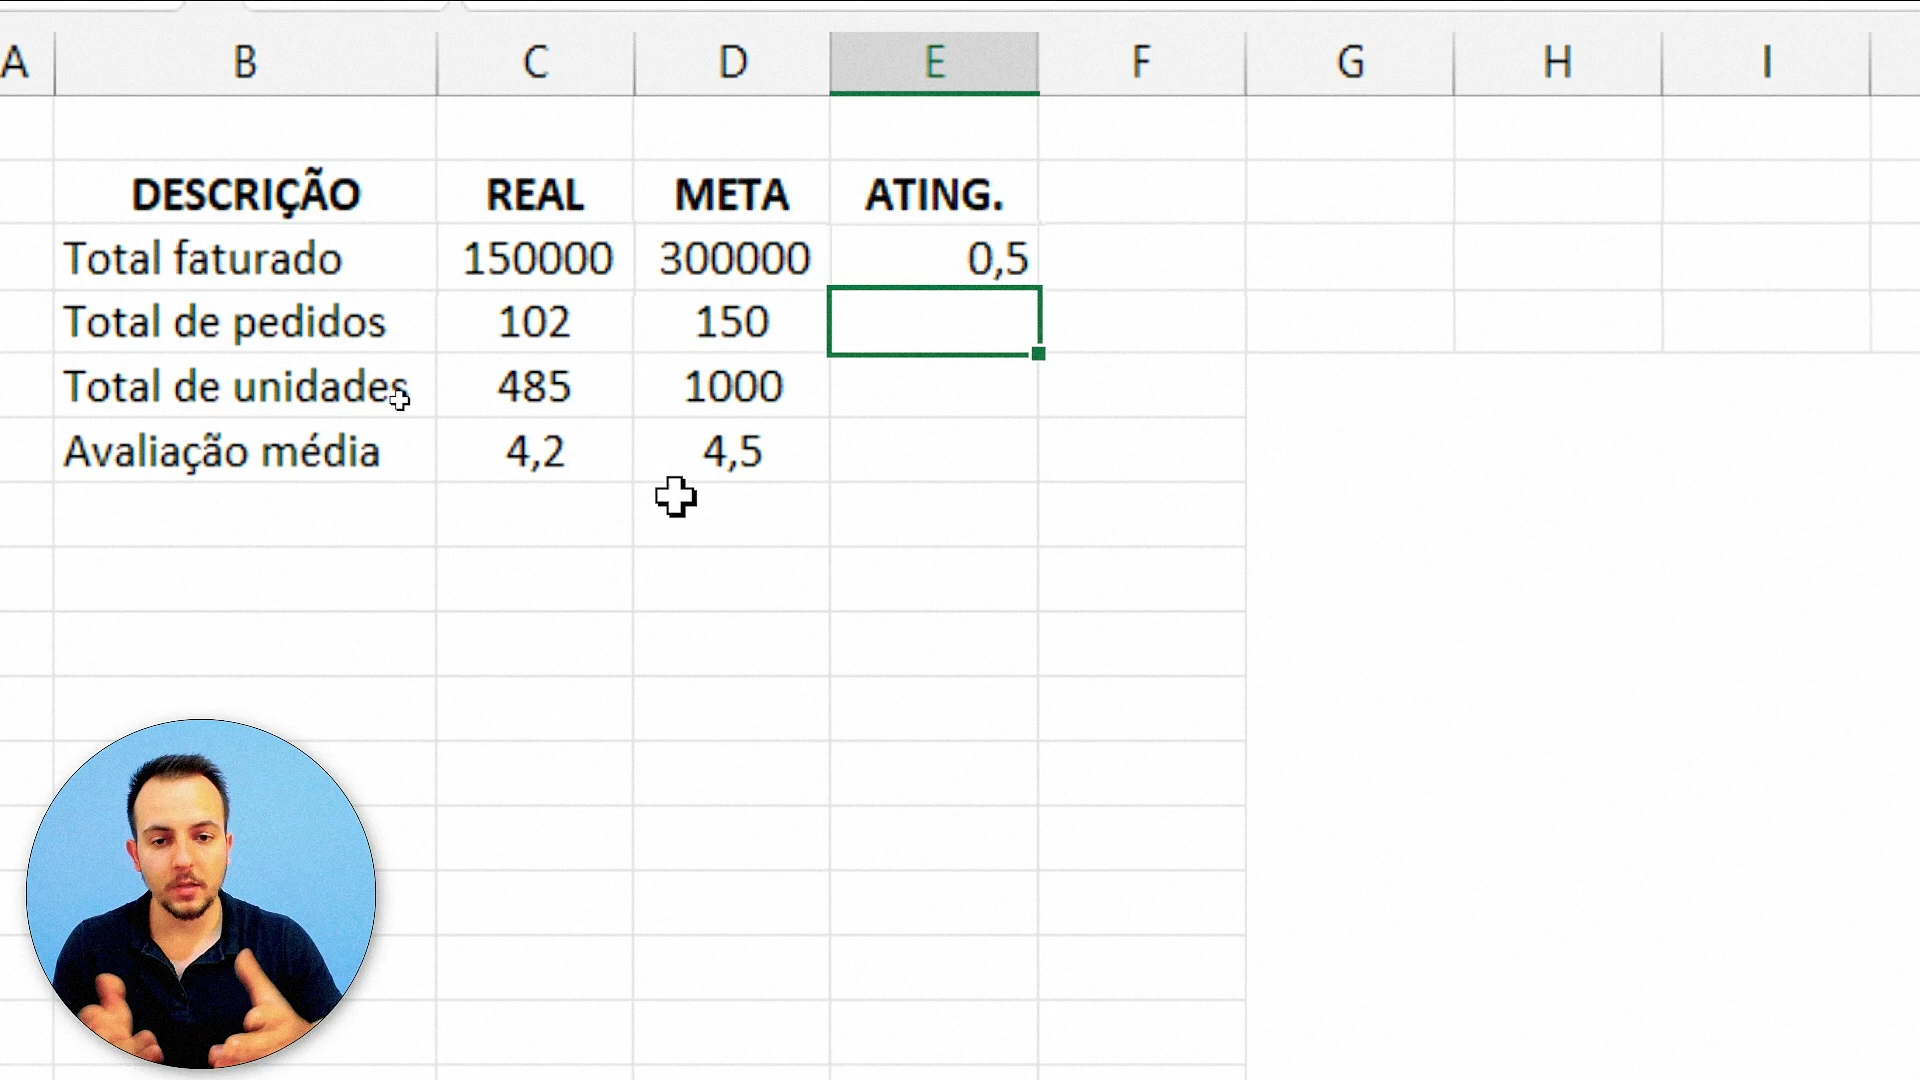 A B C D E F G H I
DESCRIÇÃO REAL META ATING.
Total faturado 150000 300000 0,5
Total de pedidos 102 150
Total de unidades 485 1000
Avaliação média 4,2 4,5